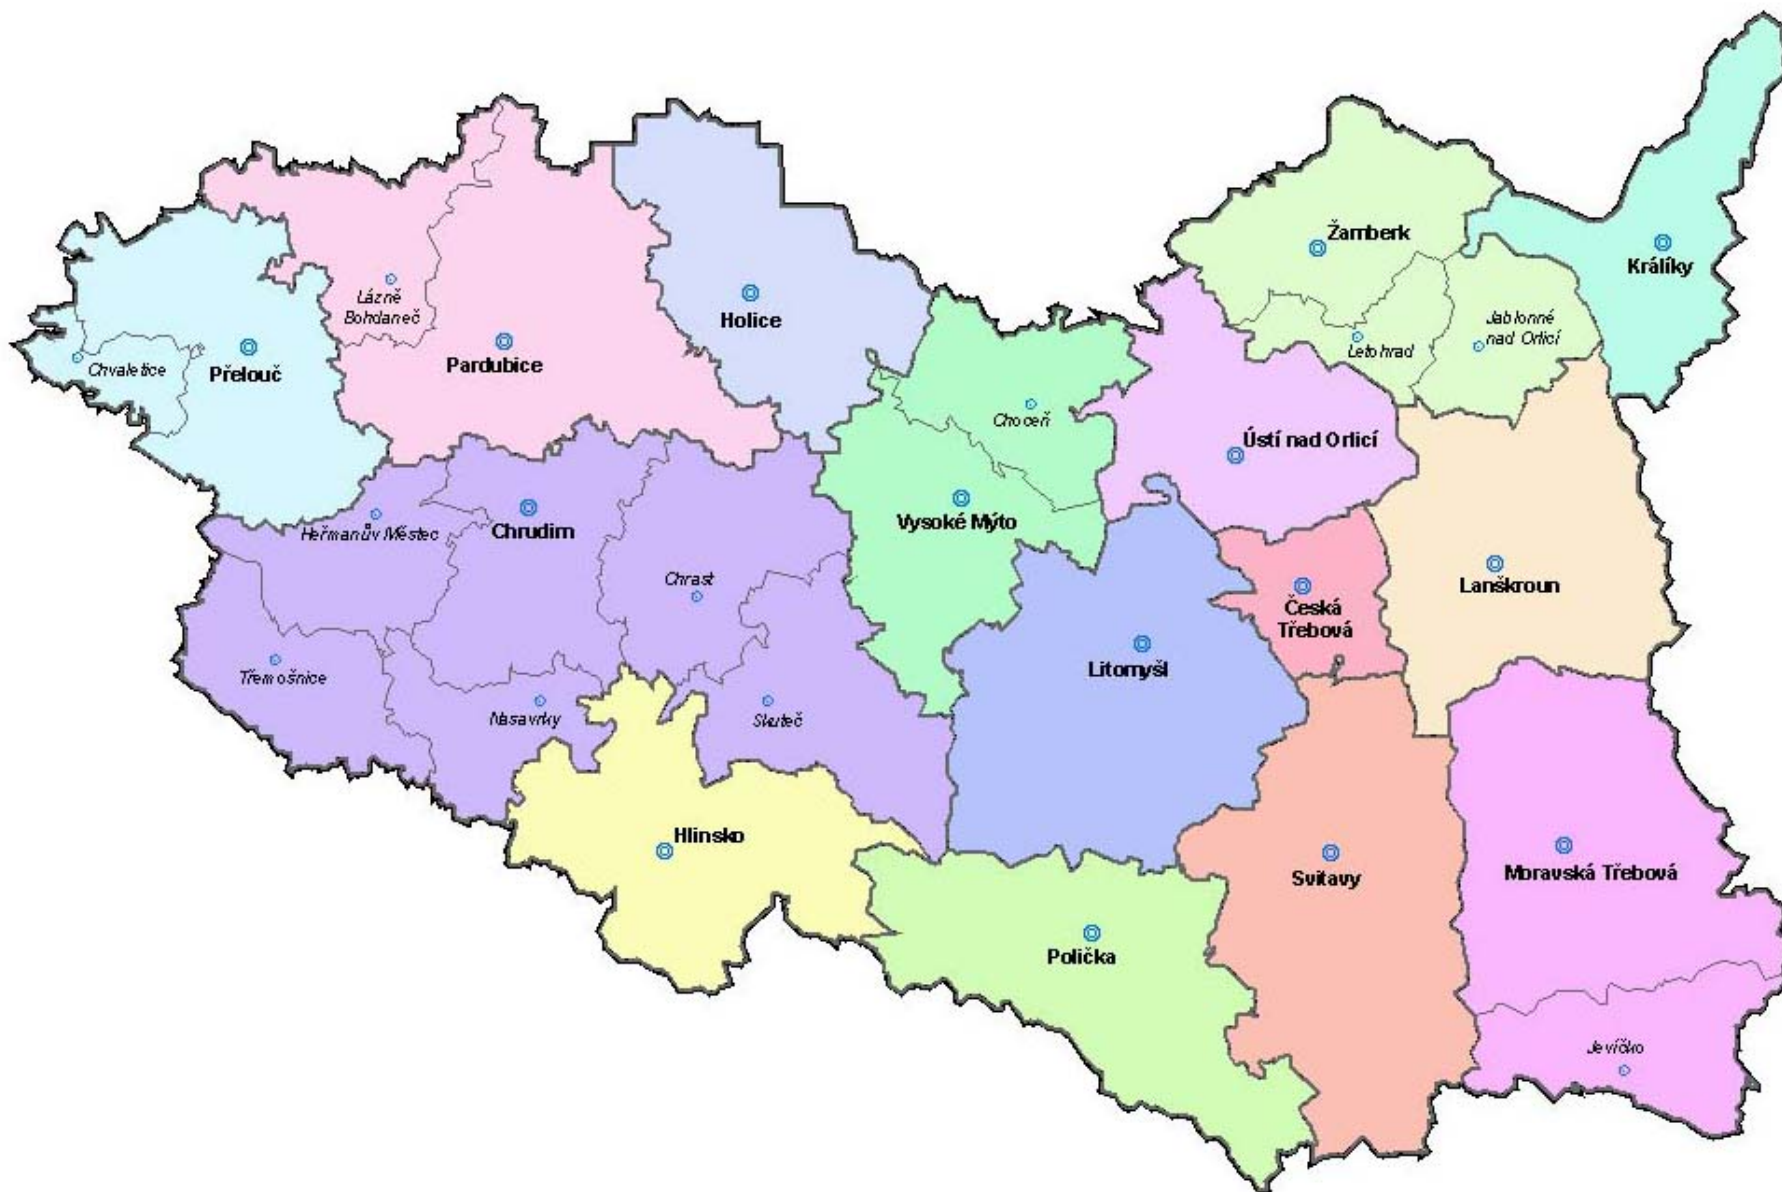 Žamberk
Králíky
Lázně
Bohdaneč
Holice
Jablonné
nad Orlicí
Letohrad
Chvaletice
Přelouč
Pardubice
Choceň
Ústí nad Orlicí
Heřmanův Městec
Chrudim
Vysoké Mýto
Chrast
Lanškroun
Česká
Třebová
Litomyšl
Třemošnice
Nasavrky
Skuteč
Hlinsko
Svitavy
Moravská Třebová
Polička
Jevíčko